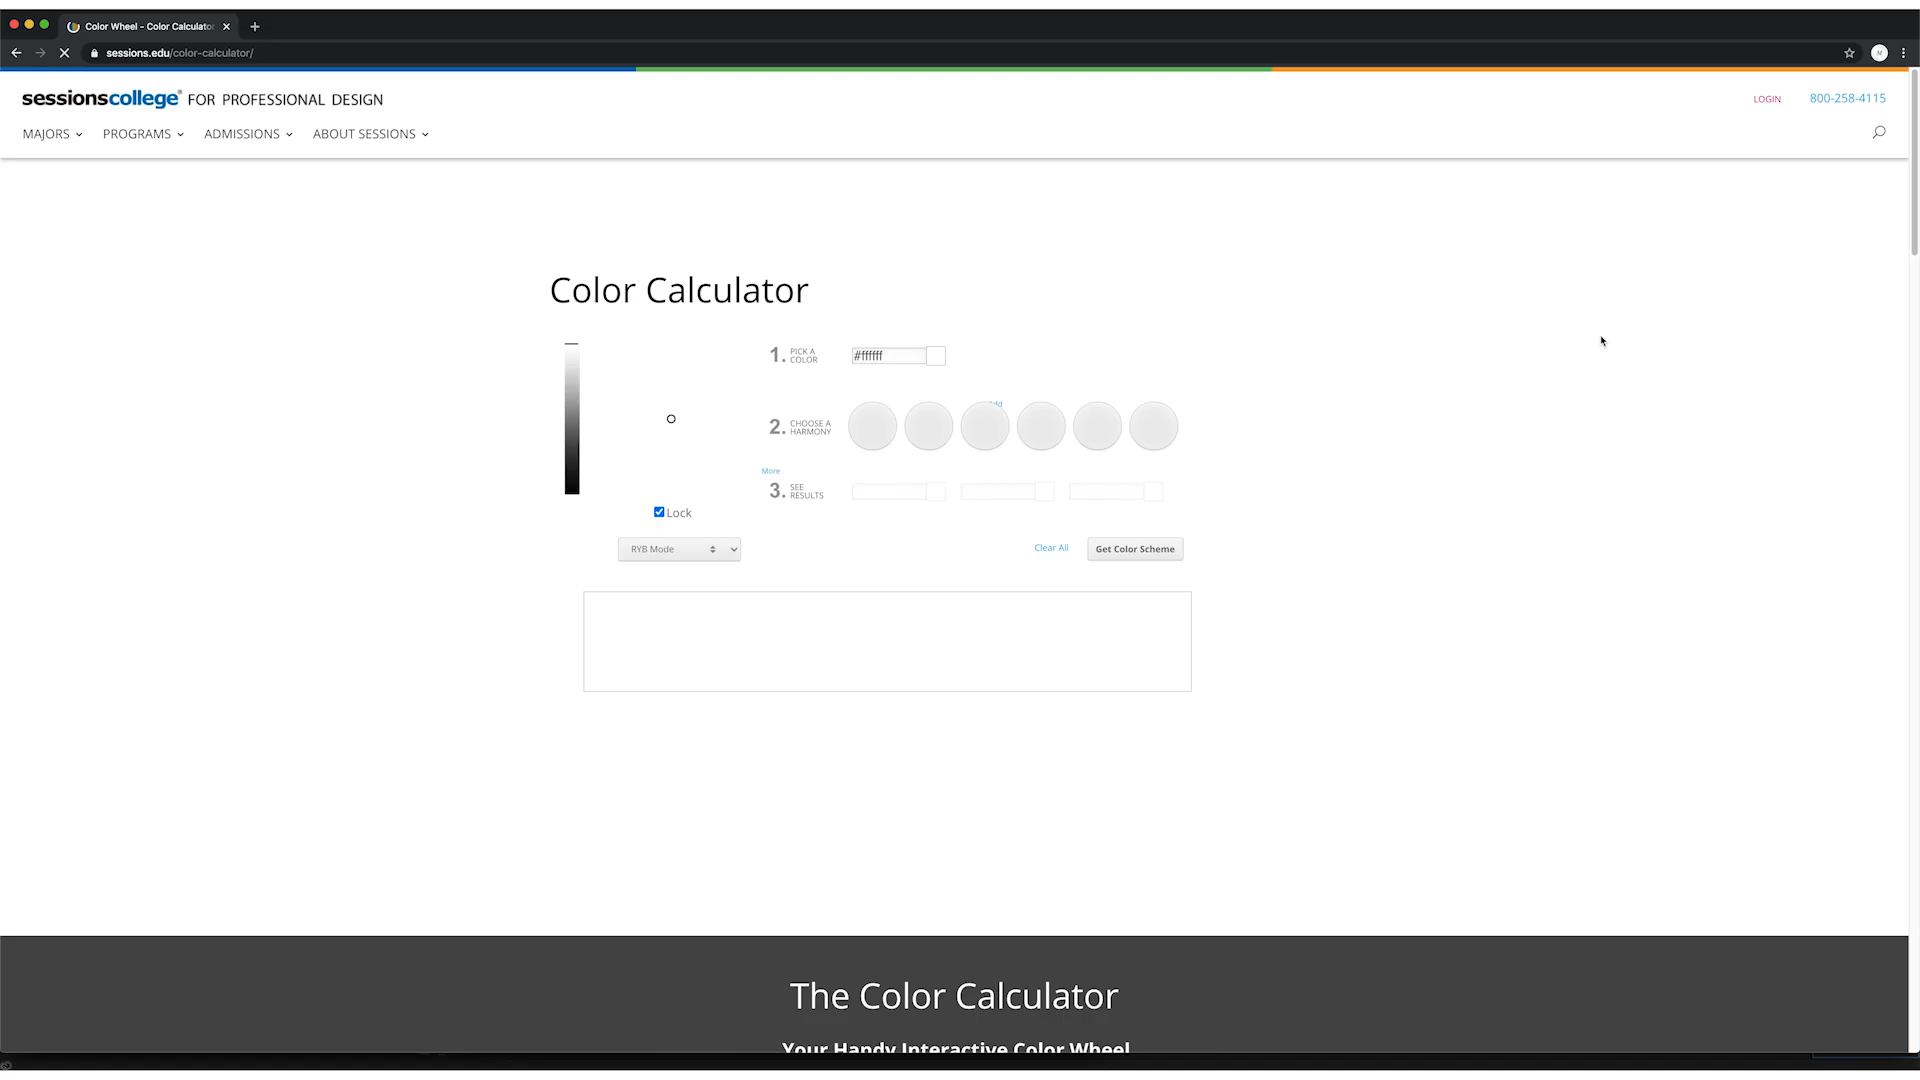 Color Wheel - Color Calculator
sessions.edu/color-calculator/
sessionscollege® FOR PROFESSIONAL DESIGN
LOGIN
800-258-4115
MAJORS
PROGRAMS
ADMISSIONS
ABOUT SESSIONS
Color Calculator
1. PICK A
COLOR
#ffffff
2. CHOOSE A
HARMONY
More
3. SEE
RESULTS
Lock
RYB Mode
Clear All
Get Color Scheme
The Color Calculator
Your Handy Interactive Color Wheel